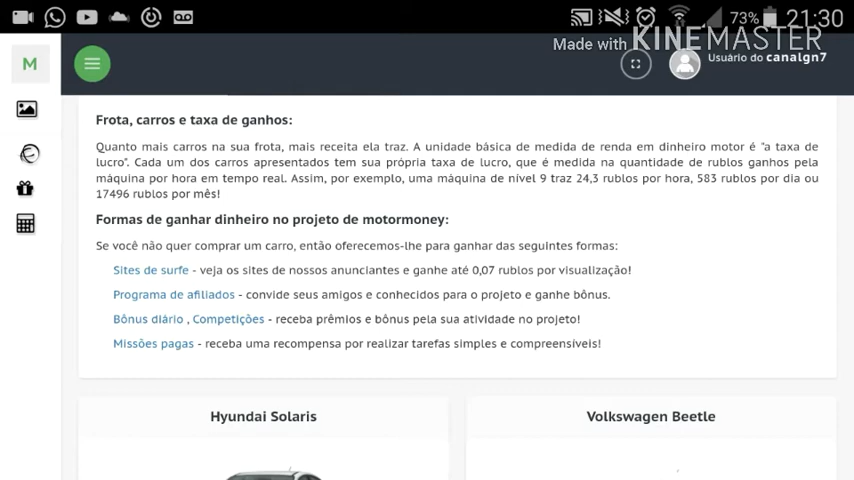 73% 21:30
Made with KINEMASTER
M
Usuário do canalgn7
Frota, carros e taxa de ganhos:
Quanto mais carros na sua frota, mais receita ela traz. A unidade básica de medida de renda em dinheiro motor é "a taxa de
lucro". Cada um dos carros apresentados tem sua própria taxa de lucro, que é medida na quantidade de rublos ganhos pela
máquina por hora em tempo real. Assim, por exemplo, uma máquina de nível 9 traz 24,3 rublos por hora, 583 rublos por dia ou
17496 rublos por mês!
Formas de ganhar dinheiro no projeto de motormoney:
Se você não quer comprar um carro, então oferecemos-lhe para ganhar das seguintes formas:
Sites de surfe - veja os sites de nossos anunciantes e ganhe até 0,07 rublos por visualização!
Programa de afiliados - convide seus amigos e conhecidos para o projeto e ganhe bônus.
Bônus diário , Competições - receba prêmios e bônus pela sua atividade no projeto!
Missões pagas - receba uma recompensa por realizar tarefas simples e compreensíveis!
Hyundai Solaris
Volkswagen Beetle